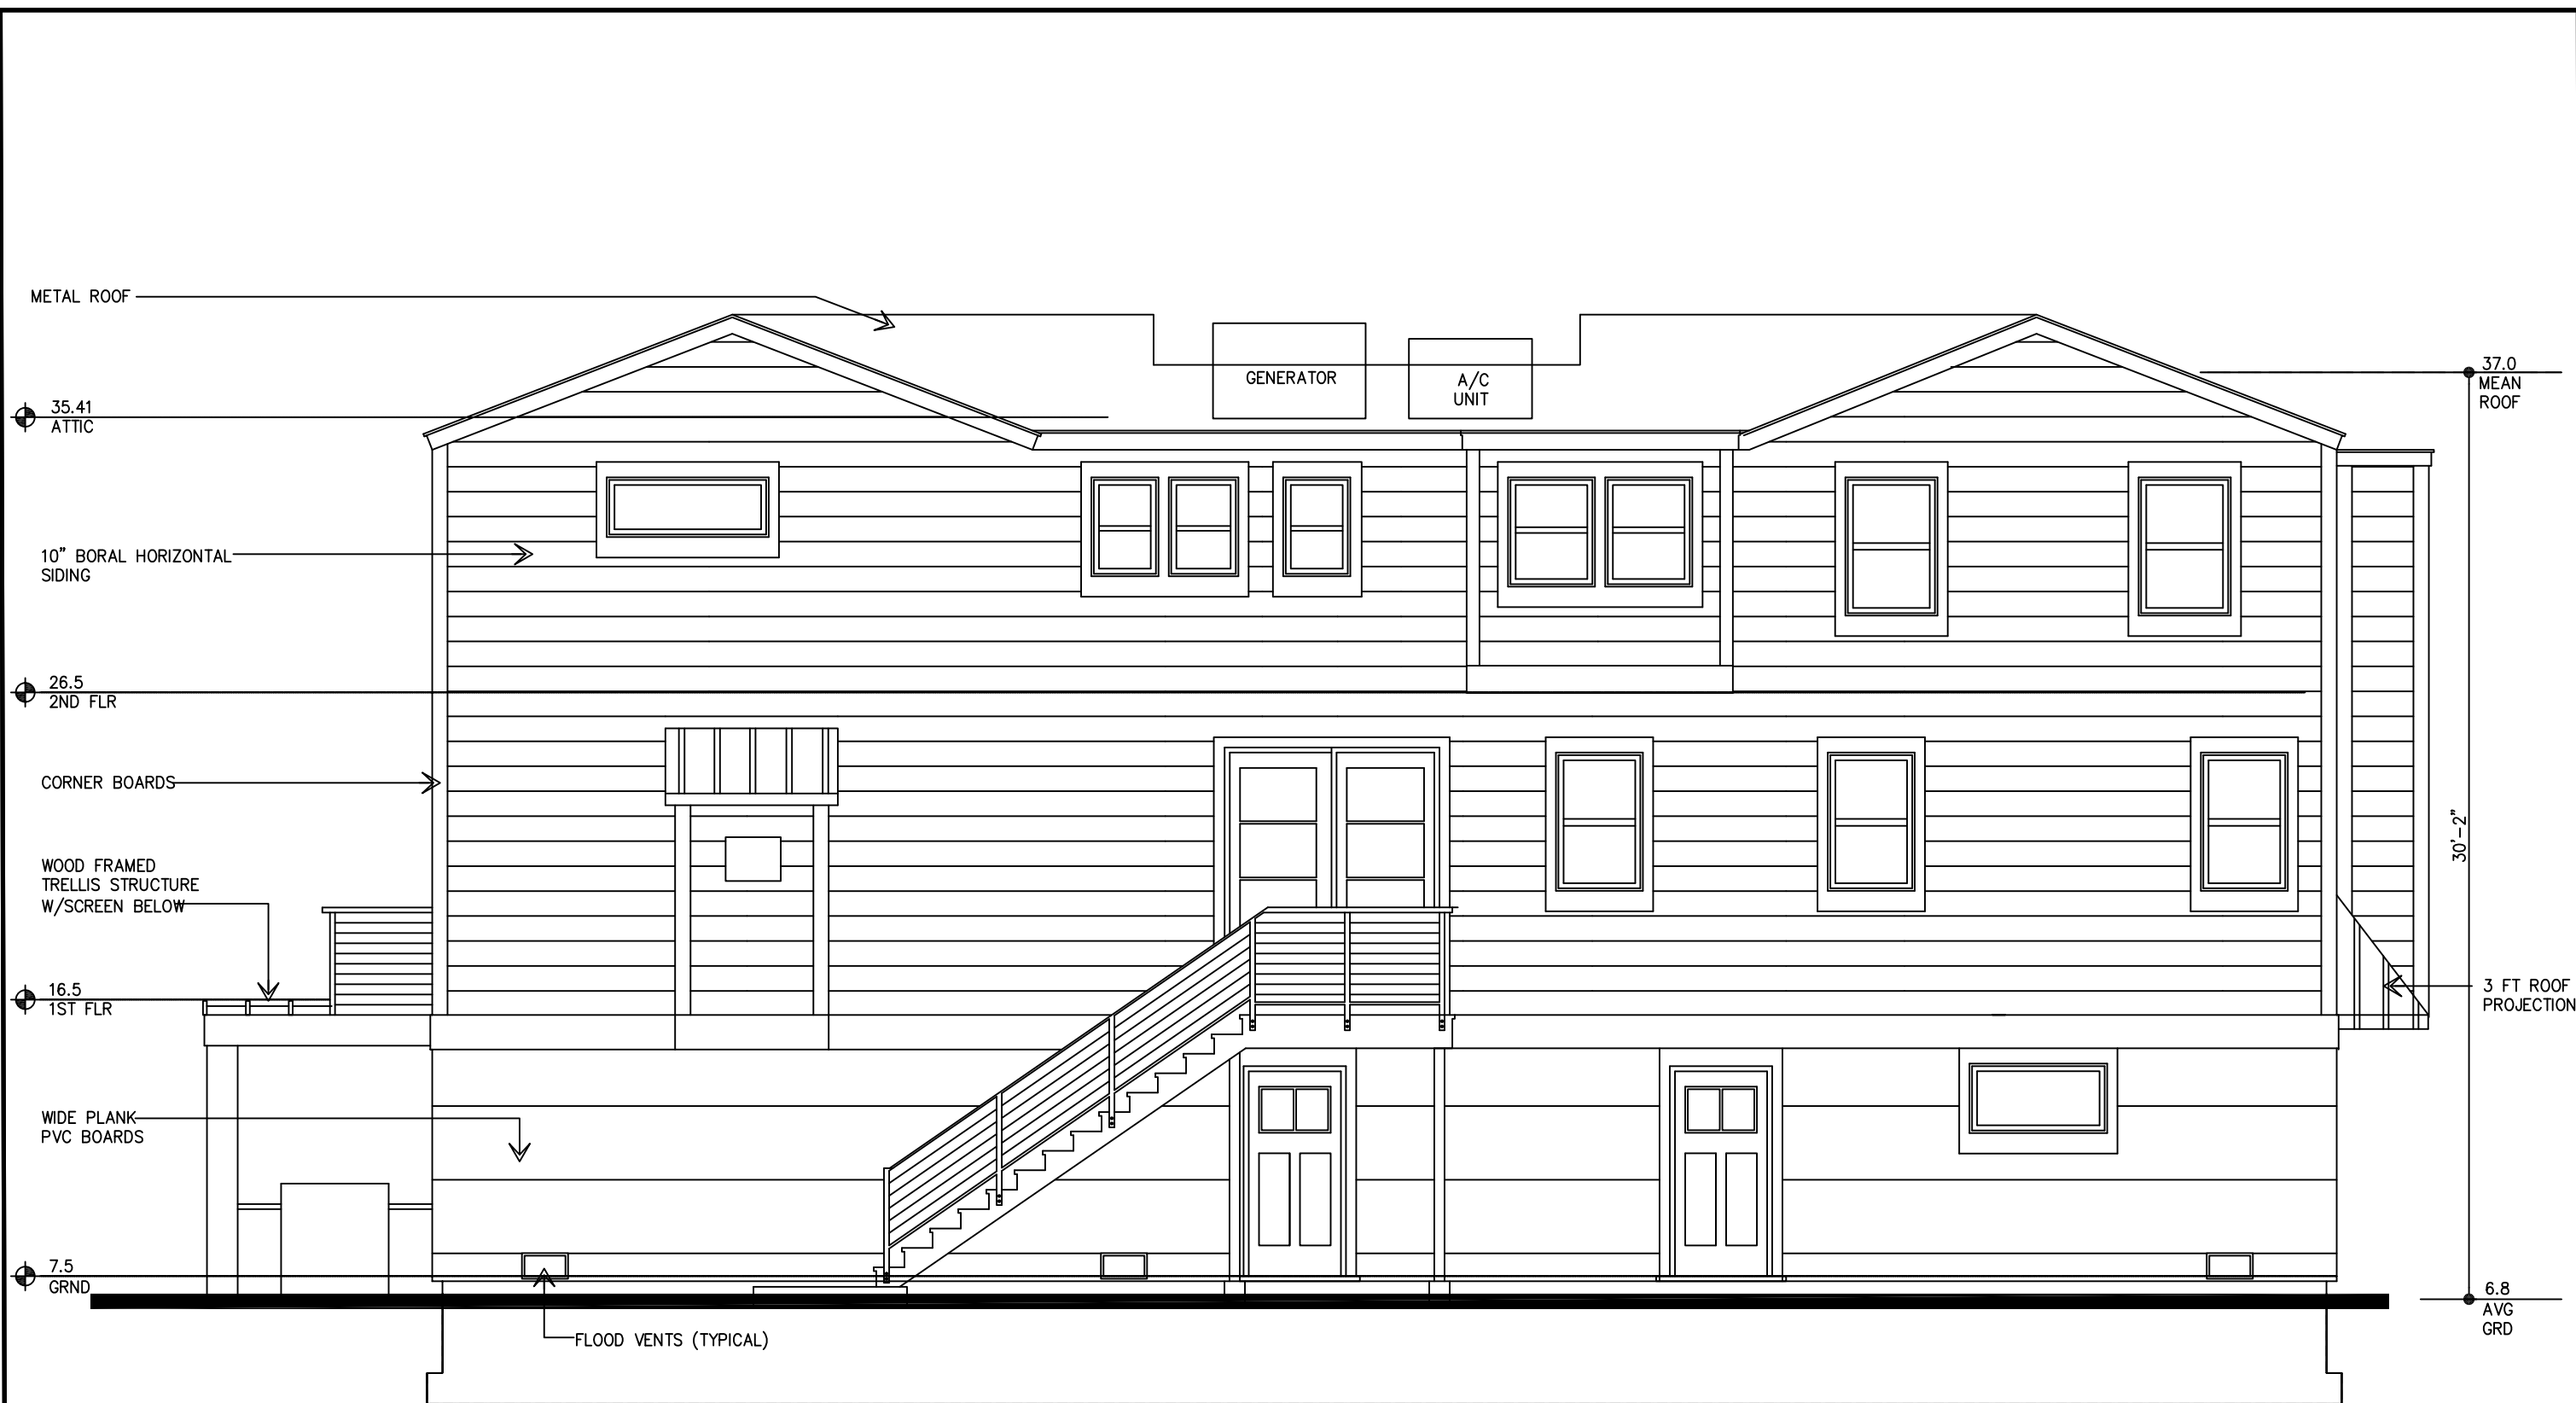 METAL ROOF
GENERATOR
A/C
UNIT
37.0
MEAN
ROOF
35.41
ATTIC
10" BORAL HORIZONTAL
SIDING
26.5
2ND FLR
CORNER BOARDS
30'-2"
WOOD FRAMED
TRELLIS STRUCTURE
W/SCREEN BELOW
16.5
1ST FLR
3 FT ROOF
PROJECTION
WIDE PLANK
PVC BOARDS
7.5
GRND
6.8
AVG
GRD
FLOOD VENTS (TYPICAL)